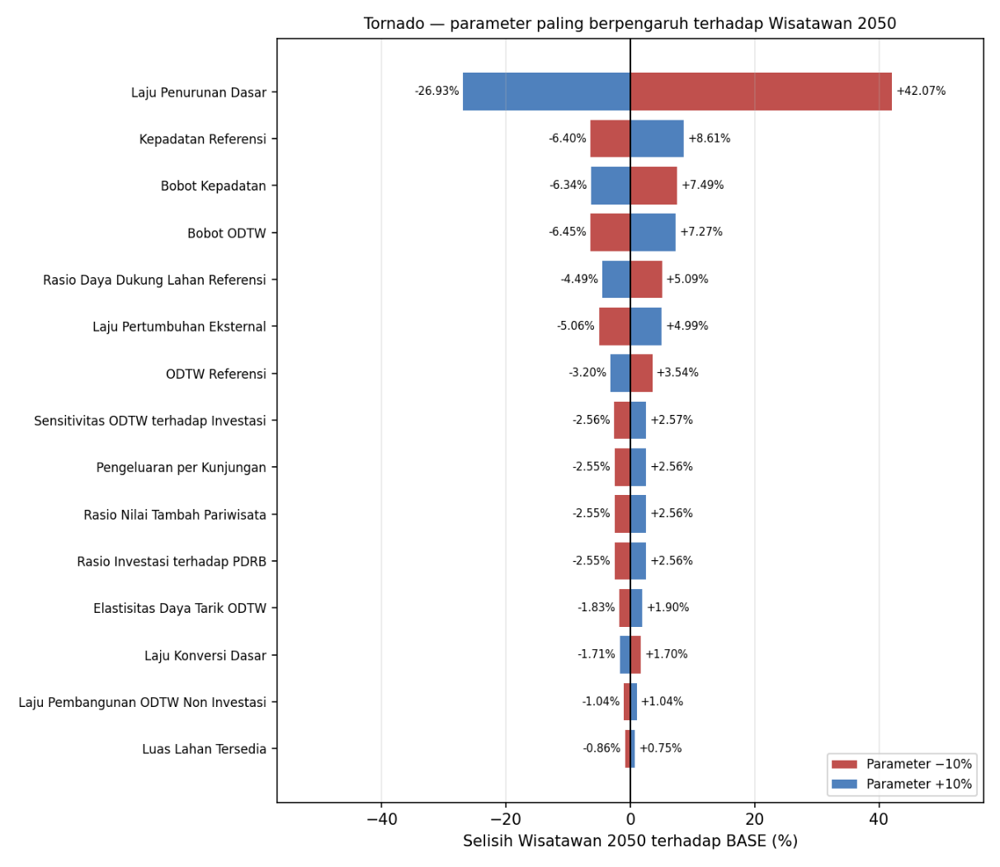 Tornado — parameter paling berpengaruh terhadap Wisatawan 2050
Laju Penurunan Dasar -26.93% +42.07%
Kepadatan Referensi -6.40% +8.61%
Bobot Kepadatan -6.34% +7.49%
Bobot ODTW -6.45% +7.27%
Rasio Daya Dukung Lahan Referensi -4.49% +5.09%
Laju Pertumbuhan Eksternal -5.06% +4.99%
ODTW Referensi -3.20% +3.54%
Sensitivitas ODTW terhadap Investasi -2.56% +2.57%
Pengeluaran per Kunjungan -2.55% +2.56%
Rasio Nilai Tambah Pariwisata -2.55% +2.56%
Rasio Investasi terhadap PDRB -2.55% +2.56%
Elastisitas Daya Tarik ODTW -1.83% +1.90%
Laju Konversi Dasar -1.71% +1.70%
Laju Pembangunan ODTW Non Investasi -1.04% +1.04%
Luas Lahan Tersedia -0.86% +0.75%
Parameter −10%
Parameter +10%
−40 −20 0 20 40
Selisih Wisatawan 2050 terhadap BASE (%)